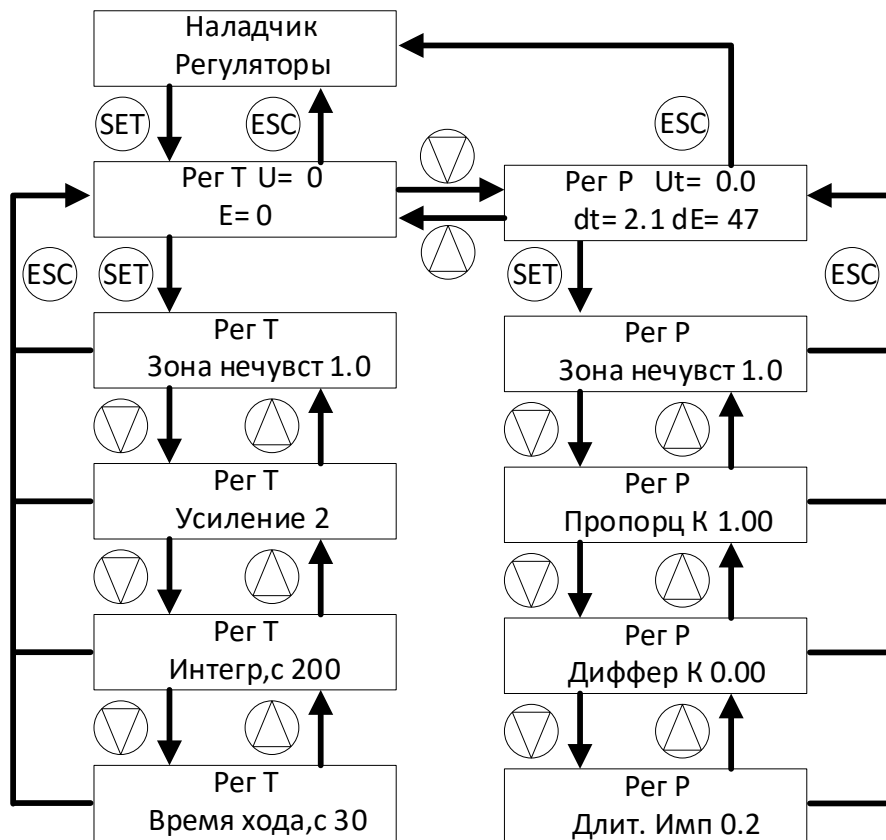 Наладчик
Регуляторы
SET
ESC
ESC
Рег Т U= 0
E= 0
Рег Р Ut= 0.0
dt= 2.1 dE= 47
ESC
SET
SET
ESC
Рег Т
Зона нечувст 1.0
Рег Р
Зона нечувст 1.0
Рег Т
Усиление 2
Рег Р
Пропорц К 1.00
Рег Т
Интегр,с 200
Рег Р
Диффер К 0.00
Рег Т
Время хода,с 30
Рег Р
Длит. Имп 0.2